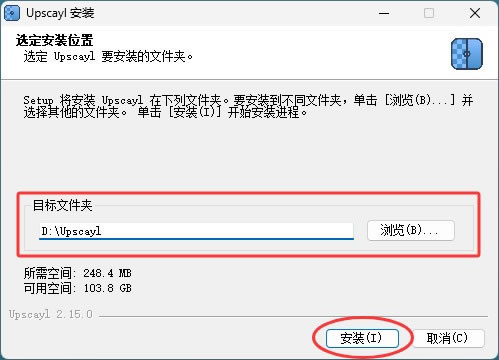 Upscayl 安装
选定安装位置
选定 Upscayl 要安装的文件夹。
Setup 将安装 Upscayl 在下列文件夹。要安装到不同文件夹，单击 [浏览(B)...] 并
选择其他的文件夹。 单击 [安装(I)] 开始安装进程。
目标文件夹
D:\Upscayl
浏览(B)...
所需空间: 248.4 MB
可用空间: 103.8 GB
Upscayl 2.15.0
安装(I)
取消(C)